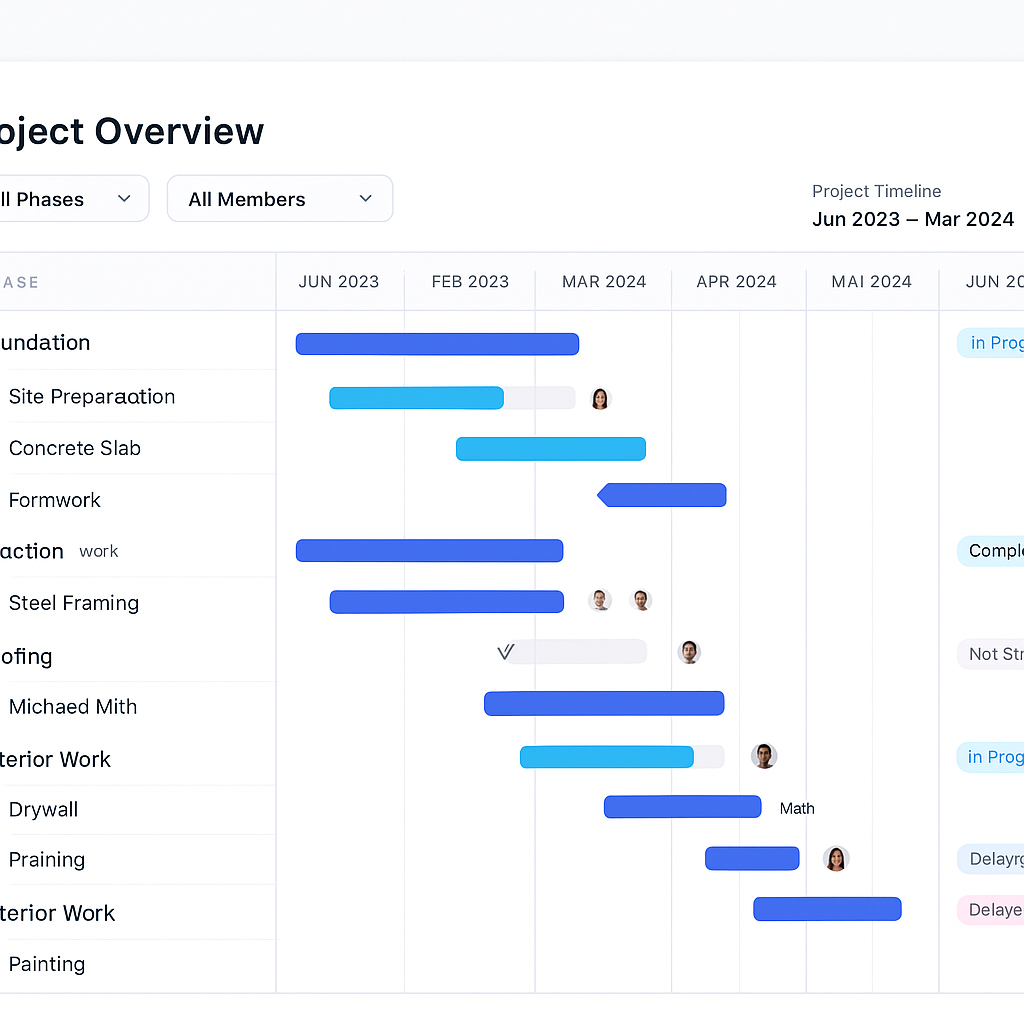 oject Overview
ll Phases
All Members
Project Timeline
Jun 2023 – Mar 2024
ASE
JUN 2023
FEB 2023
MAR 2024
APR 2024
MAI 2024
JUN 20
undation
in Prog
Site Preparaotion
Concrete Slab
Formwork
action work
Comple
Steel Framing
ofing
Not Str
Michaed Mith
terior Work
in Prog
Drywall
Math
Praining
Delayrg
terior Work
Delaye
Painting